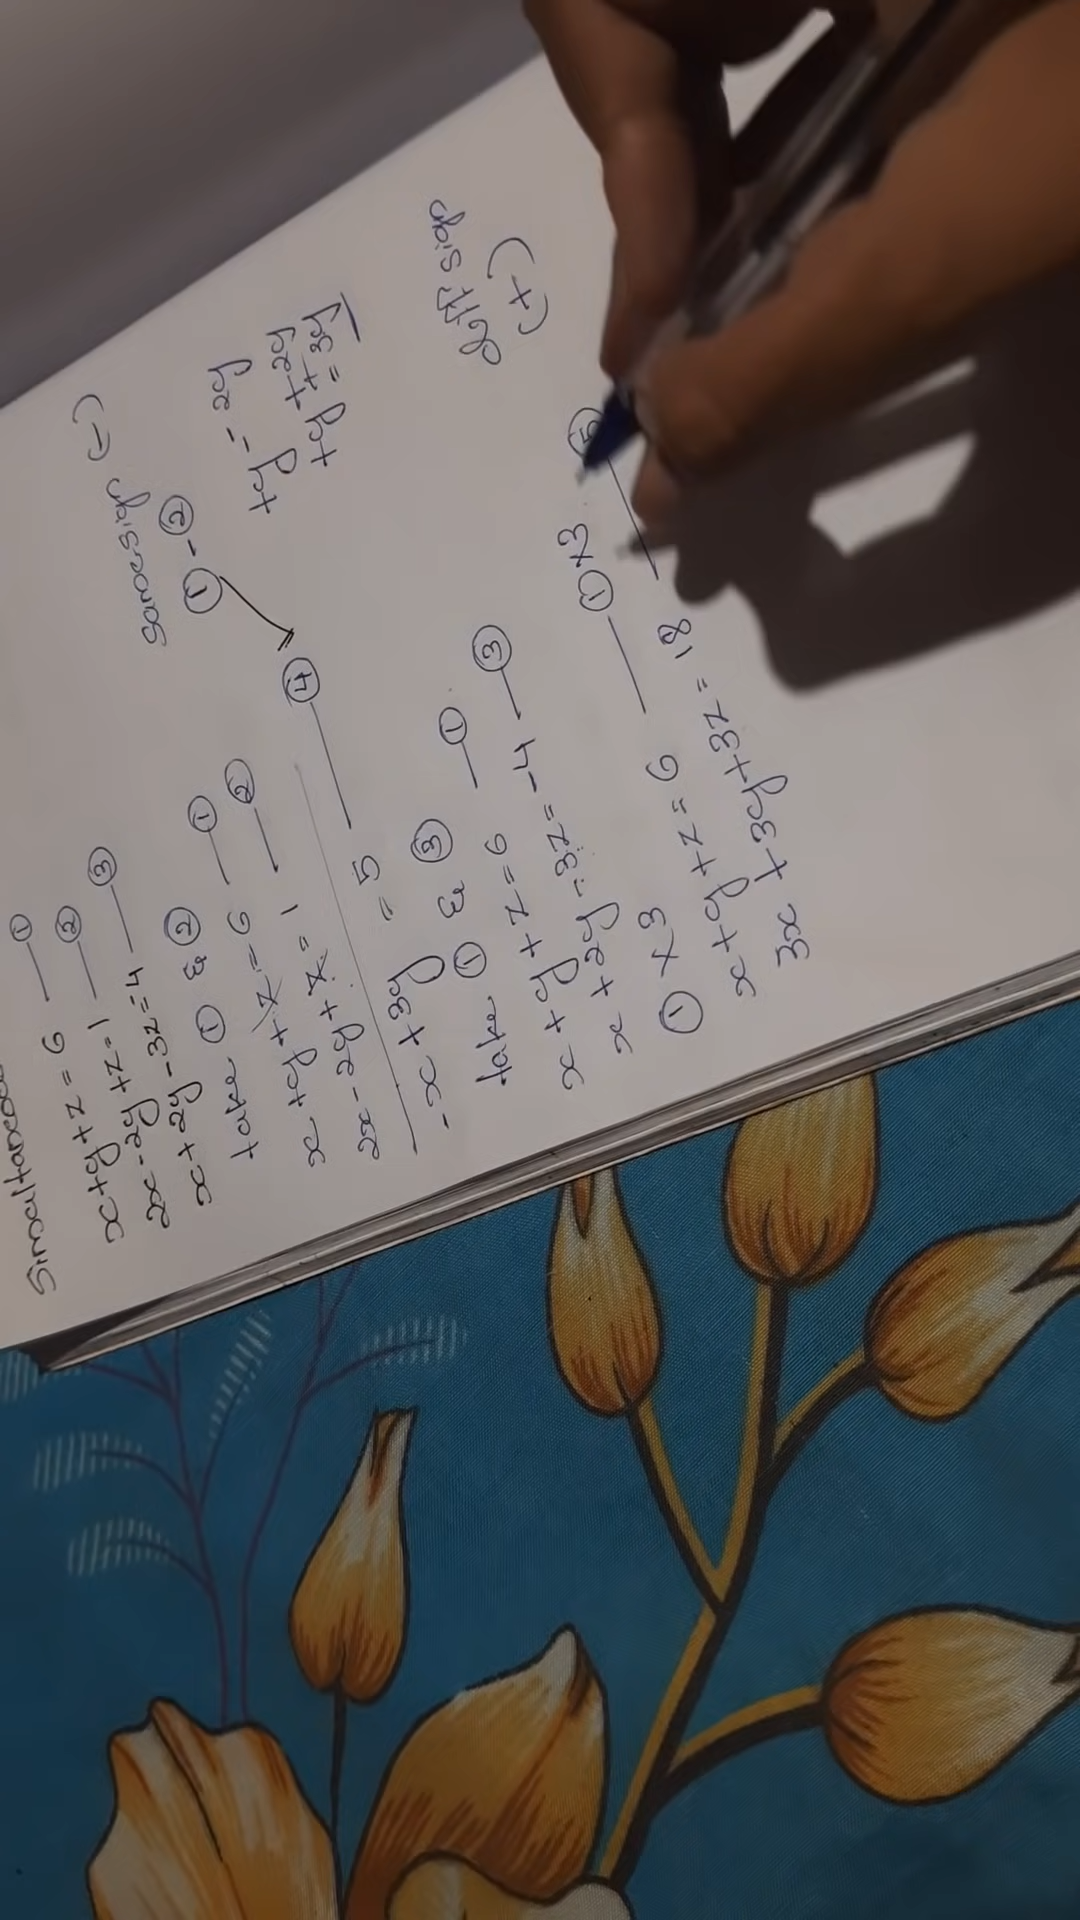 Simultaneous
x+y+z=6 — ①
2x-2y+z=1 — ②
x+2y-3z=-4 — ③
take ① & ②
same sign (-)
x+y+z=6 — ①
① - ②
2x-2y+z=1 — ②
+y - -2y
+y+2y
+y = +3y
-x+3y = 5 — ④
take ① & ③
x+y+z=6 — ①
diff sign
(+)
x+2y-3z=-4 — ③
① x3
x+y+z=6 — ① x3
3x+3y+3z=18 — ⑤